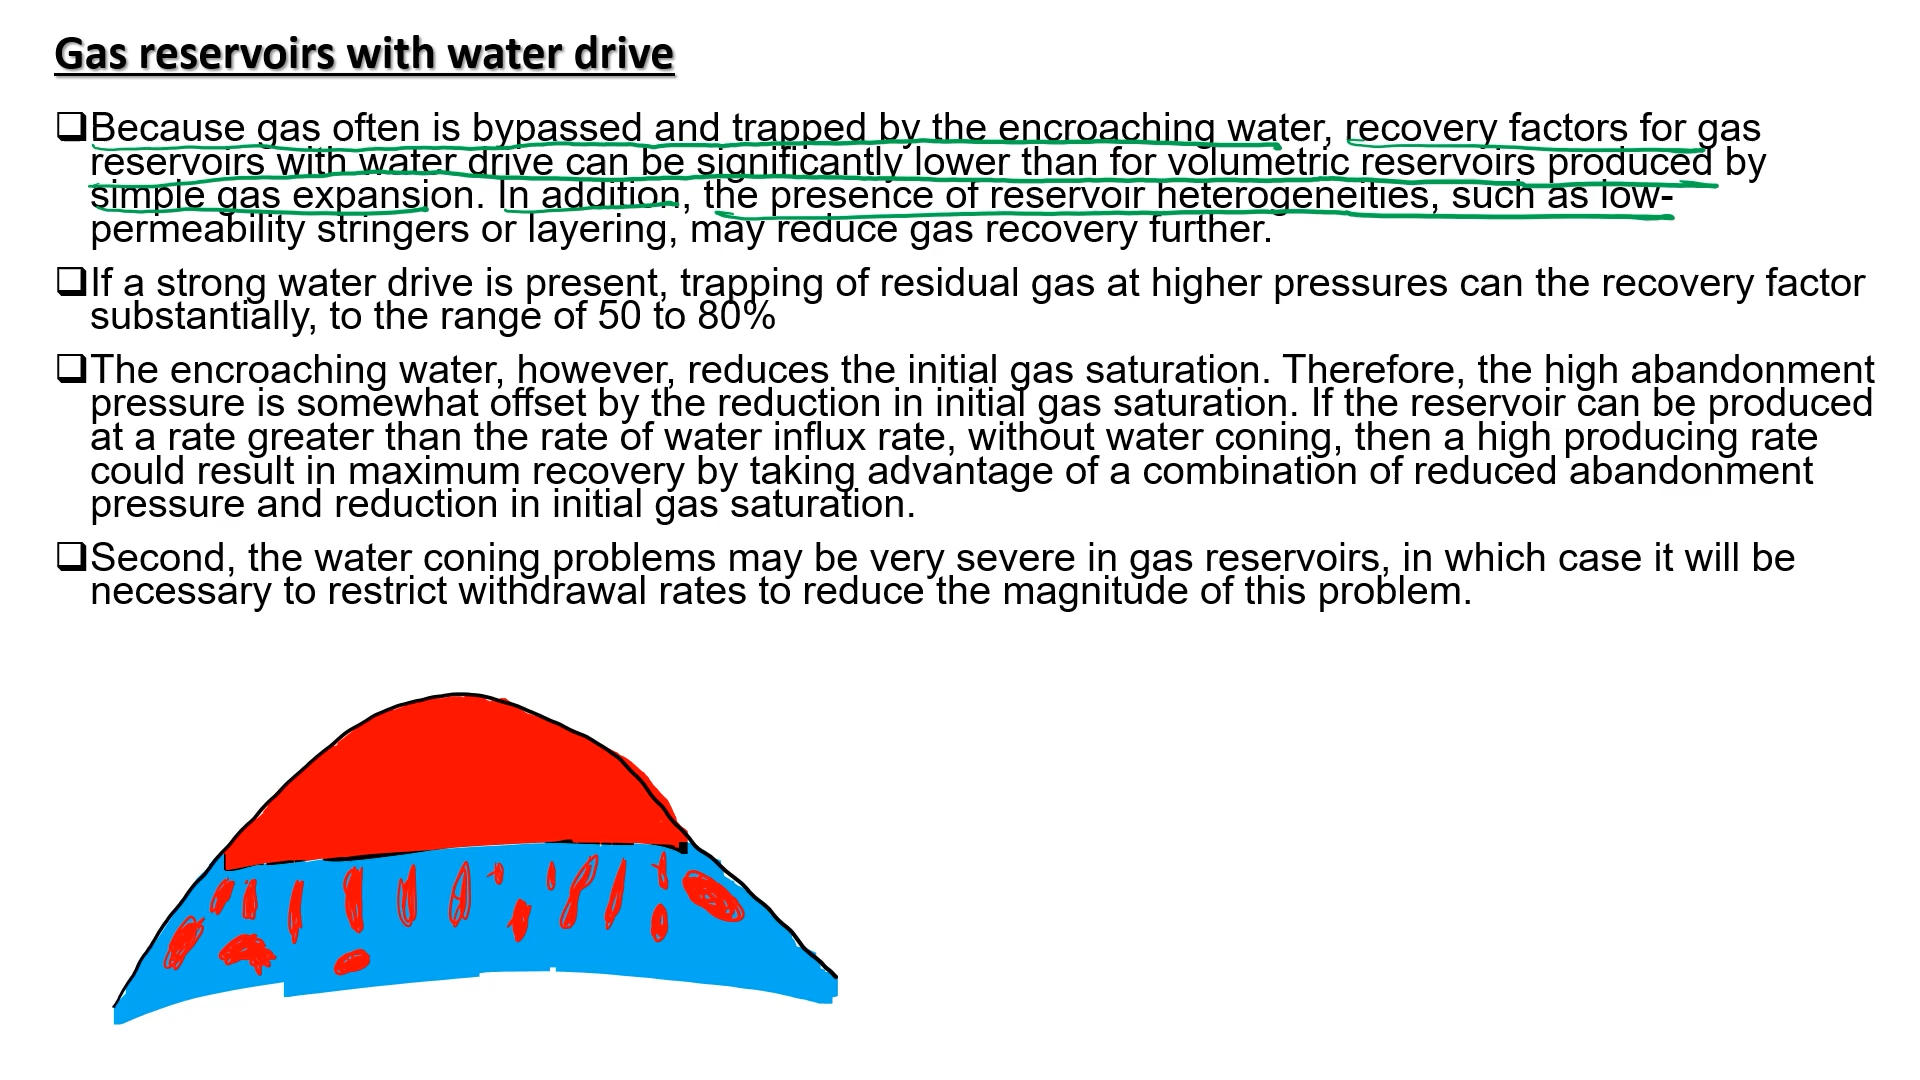 Gas reservoirs with water drive
❑Because gas often is bypassed and trapped by the encroaching water, recovery factors for gas
reservoirs with water drive can be significantly lower than for volumetric reservoirs produced by
simple gas expansion. In addition, the presence of reservoir heterogeneities, such as low-
permeability stringers or layering, may reduce gas recovery further.
❑If a strong water drive is present, trapping of residual gas at higher pressures can the recovery factor
substantially, to the range of 50 to 80%
❑The encroaching water, however, reduces the initial gas saturation. Therefore, the high abandonment
pressure is somewhat offset by the reduction in initial gas saturation. If the reservoir can be produced
at a rate greater than the rate of water influx rate, without water coning, then a high producing rate
could result in maximum recovery by taking advantage of a combination of reduced abandonment
pressure and reduction in initial gas saturation.
❑Second, the water coning problems may be very severe in gas reservoirs, in which case it will be
necessary to restrict withdrawal rates to reduce the magnitude of this problem.